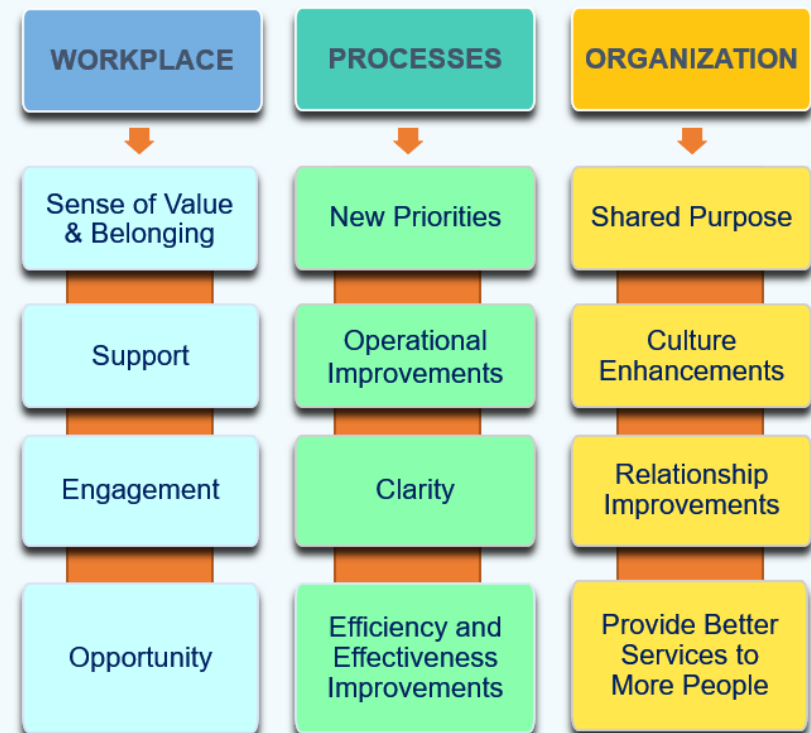 WORKPLACE
Sense of Value
& Belonging
Support
Engagement
Opportunity
PROCESSES
New Priorities
Operational
Improvements
Clarity
Efficiency and
Effectiveness
Improvements
ORGANIZATION
Shared Purpose
Culture
Enhancements
Relationship
Improvements
Provide Better
Services to
More People